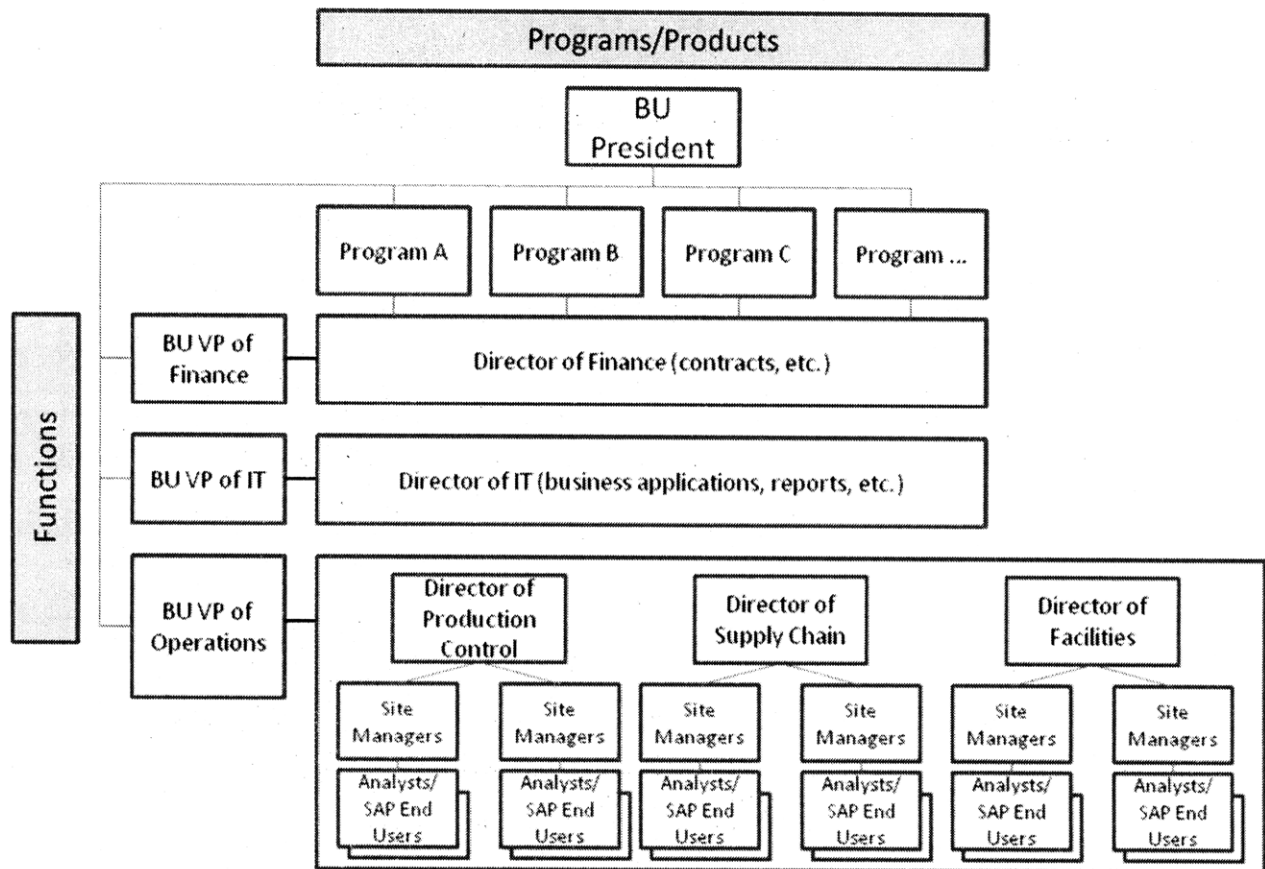 Programs/Products
BU
President
Program A
Program B
Program C
Program ...
Functions
BU VP of
Finance
Director of Finance (contracts, etc.)
BU VP of IT
Director of IT (business applications, reports, etc.)
BU VP of
Operations
Director of
Production
Control
Director of
Supply Chain
Director of
Facilities
Site
Managers
Site
Managers
Site
Managers
Site
Managers
Site
Managers
Site
Managers
Analysts/
SAP End
Users
Analysts/
SAP End
Users
Analysts/
SAP End
Users
Analysts/
SAP End
Users
Analysts/
SAP End
Users
Analysts/
SAP End
Users